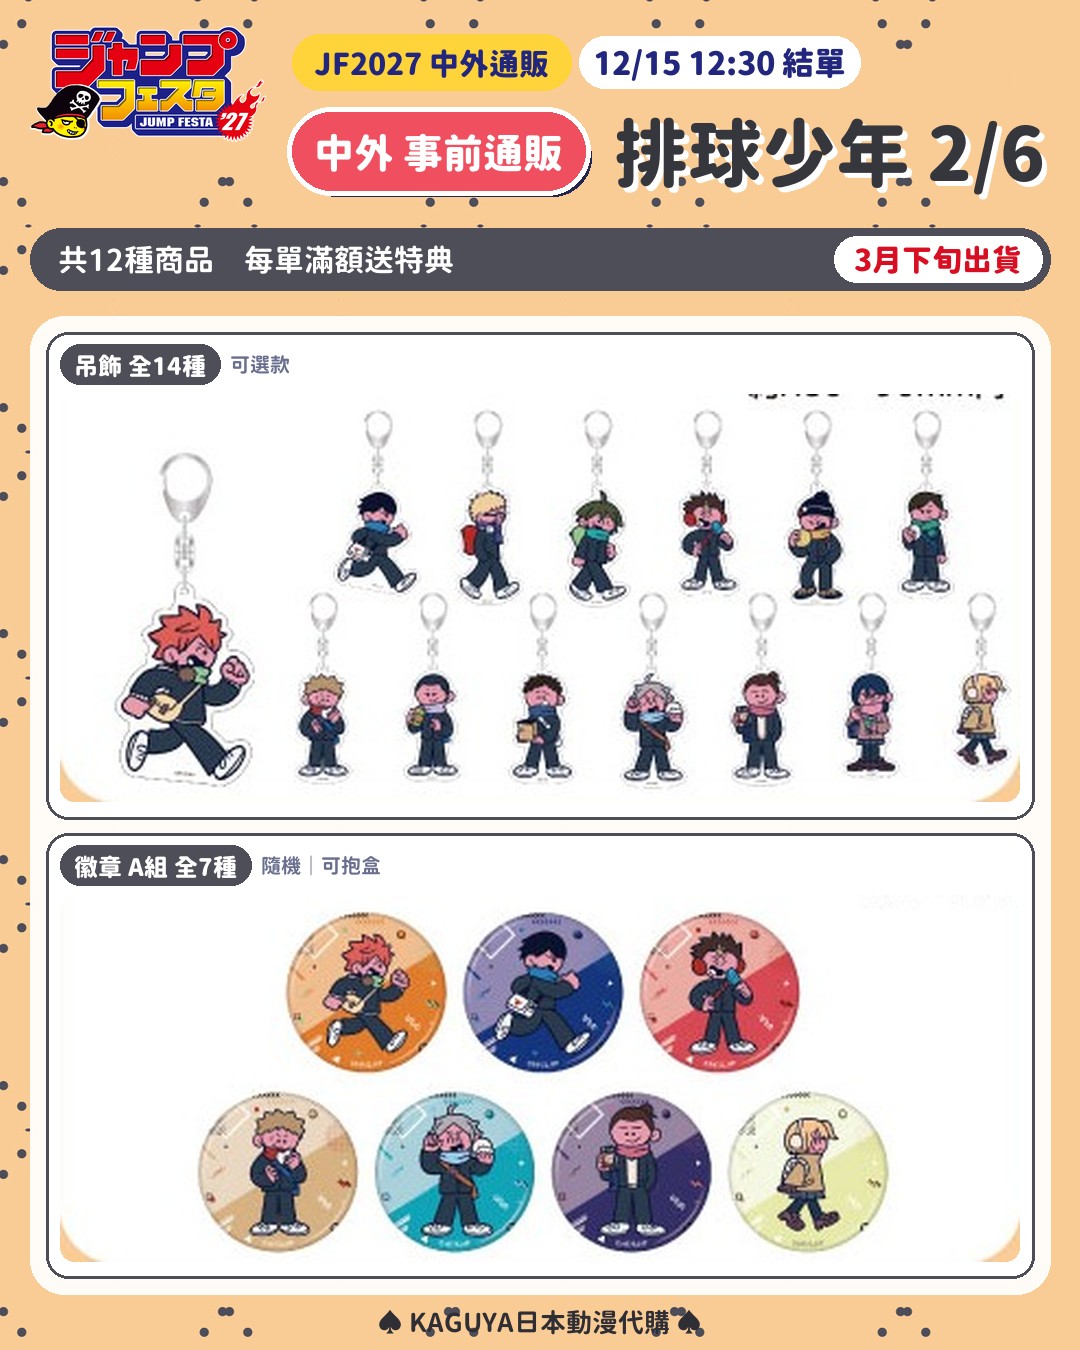 ジャンプ
フェスタ
JUMP FESTA '27
JF2027 中外通販
12/15 12:30 結單
中外 事前通販
排球少年 2/6
共12種商品 每單滿額送特典
3月下旬出貨
吊飾 全14種 可選款
徽章 A組 全7種 隨機｜可抱盒
♠ KAGUYA日本動漫代購 ♠